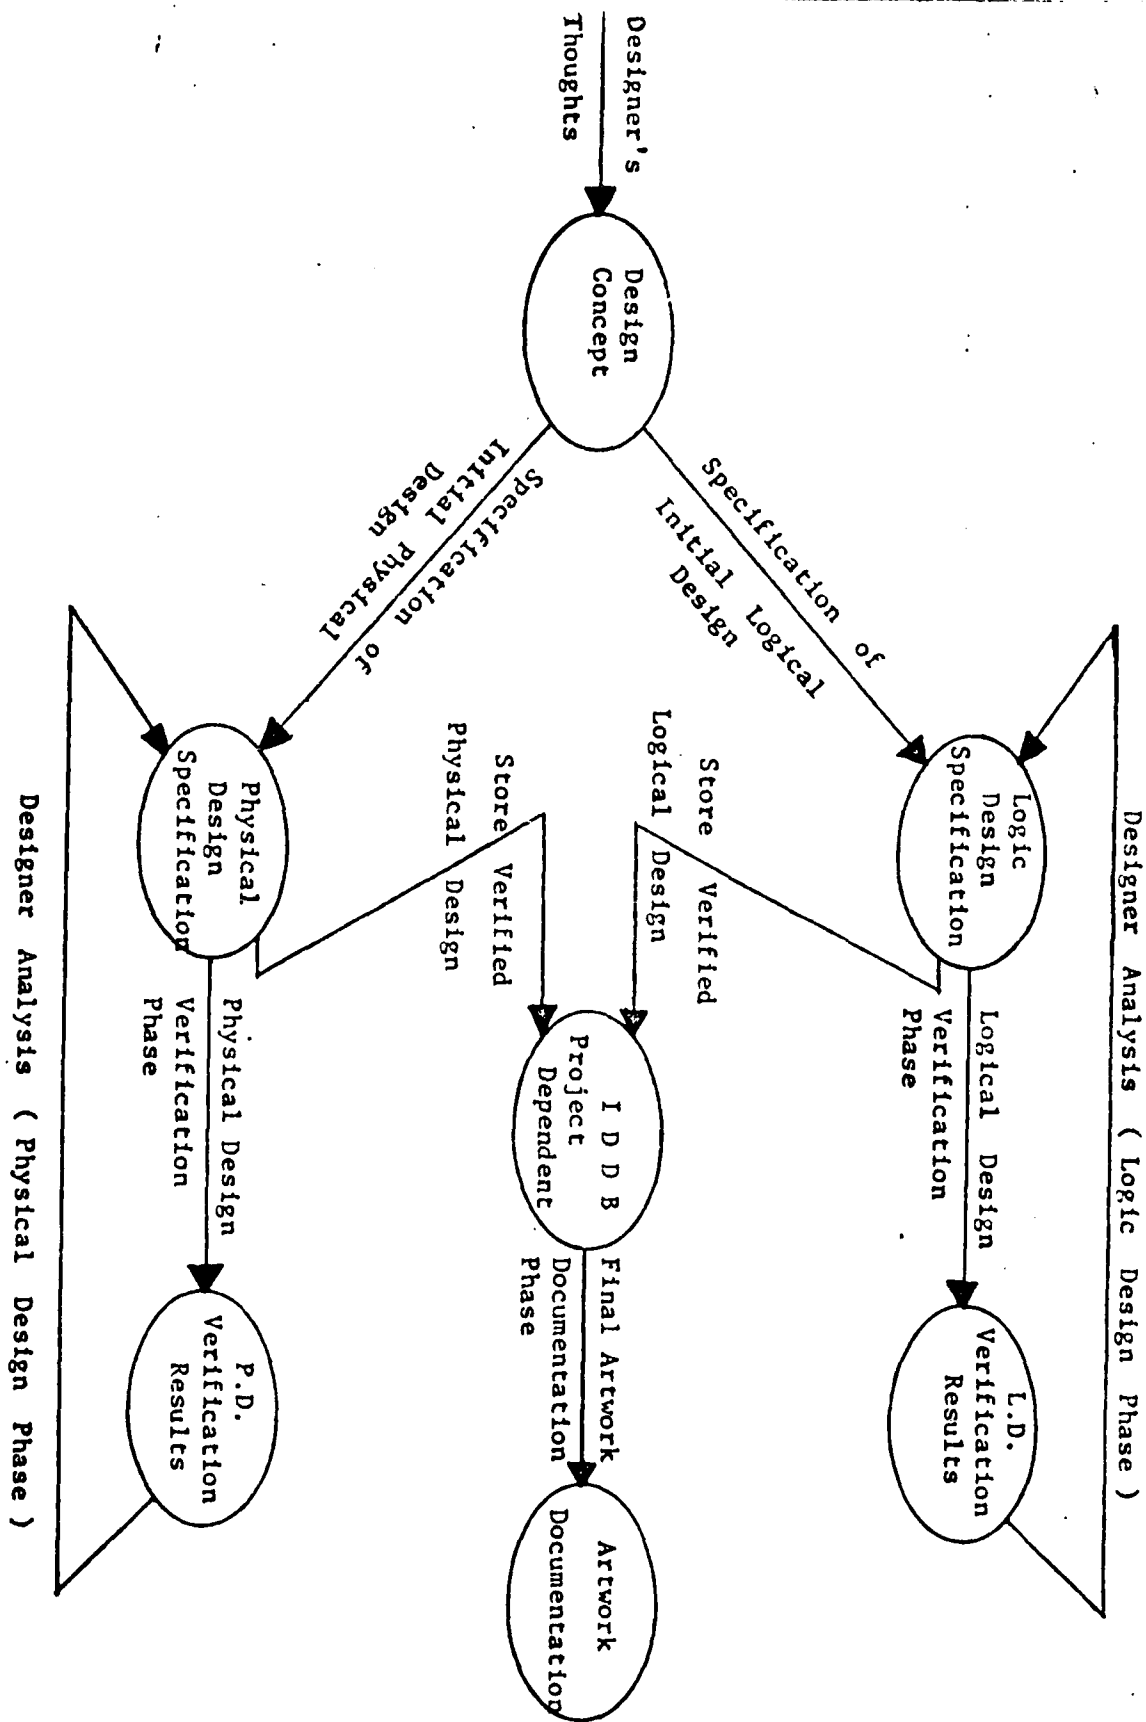 Designer Analysis ( Logic Design Phase )
Logic
Design
Specification
Logical Design
Verification
Phase
L.D.
Verification
Results
Specification of
Initial Logical
Design
Store Verified
Logical Design
Designer's
Thoughts
Design
Concept
I D D B
Project
Dependent
Final Artwork
Documentation
Phase
Artwork
Documentation
Specification of
Initial Physical
Design
Store Verified
Physical Design
Physical
Design
Specification
Physical Design
Verification
Phase
P.D.
Verification
Results
Designer Analysis ( Physical Design Phase )